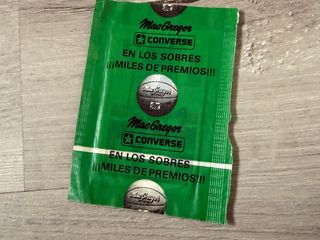 MacGregor
CONVERSE
EN LOS SOBRES
¡¡¡MILES DE PREMIOS!!!
MacGregor
CONVERSE
EN LOS SOBRES
¡¡¡MILES DE PREMIOS!!!